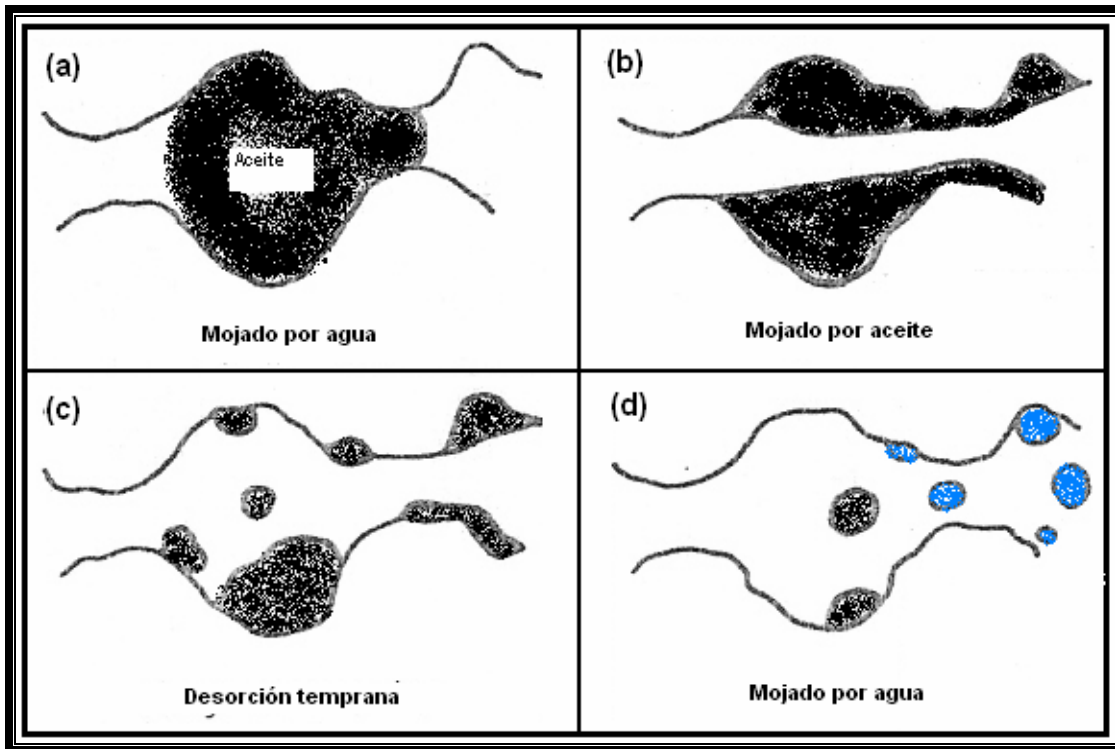 (a)
Aceite
Mojado por agua
(b)
Mojado por aceite
(c)
Desorción temprana
(d)
Mojado por agua